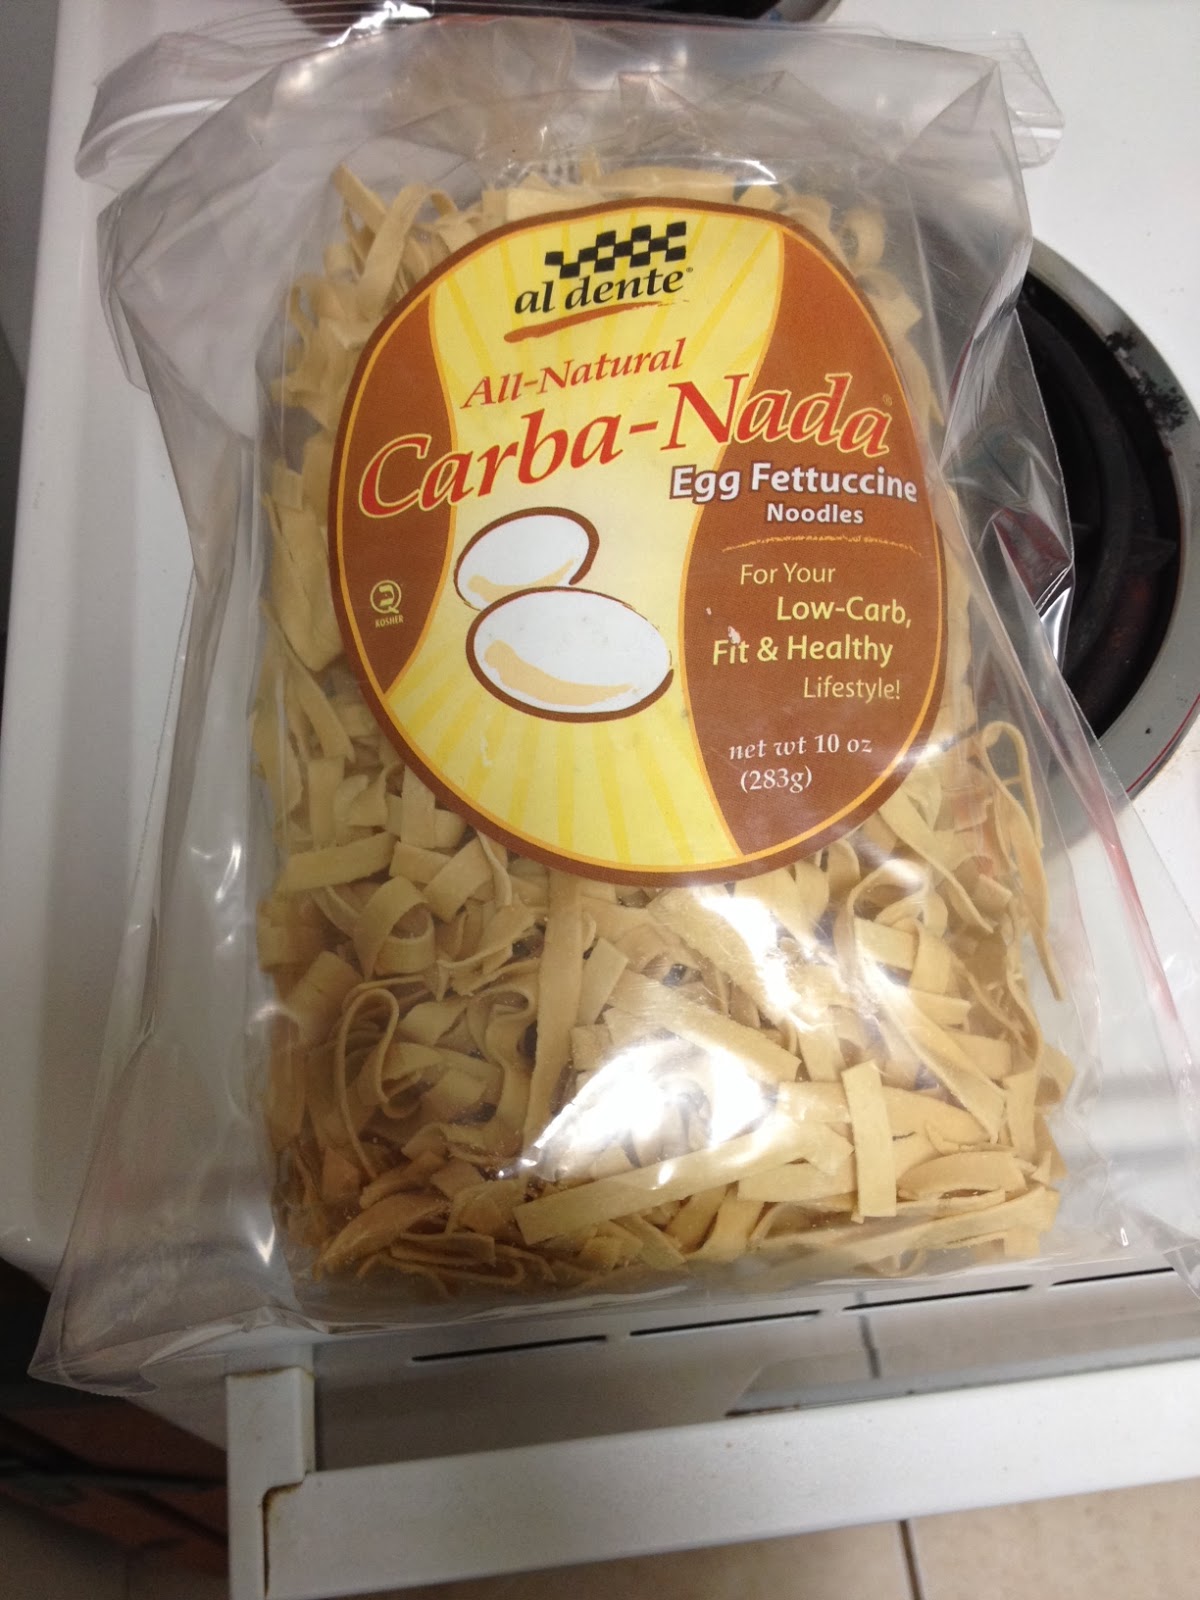 al dente®
All-Natural
Carba-Nada®
Egg Fettuccine
Noodles
For Your
Low-Carb,
Fit & Healthy
Lifestyle!
KOSHER
net wt 10 oz
(283g)